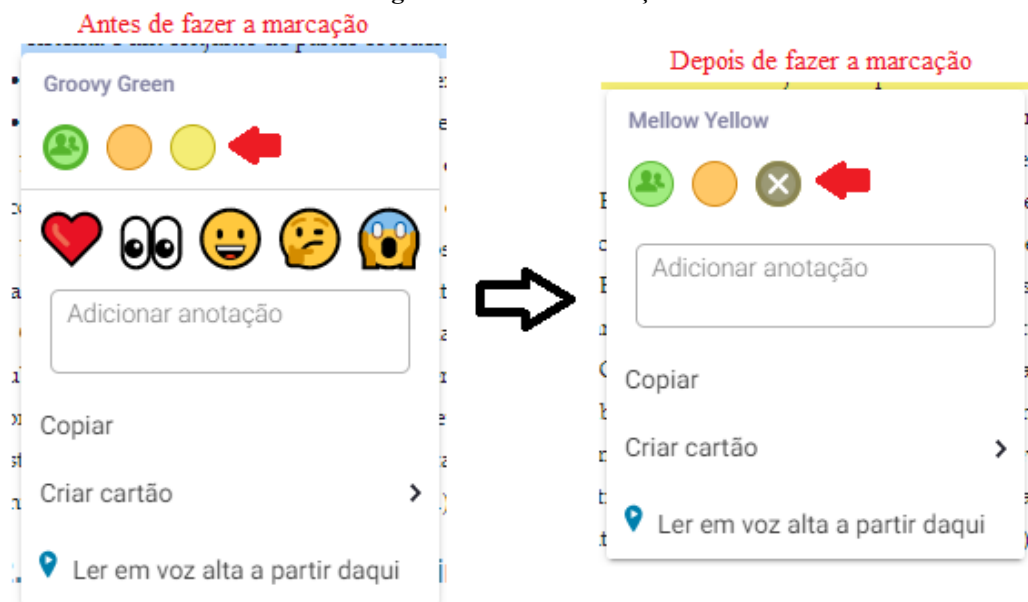 Antes de fazer a marcação
Groovy Green
Adicionar anotação
Copiar
Criar cartão
Ler em voz alta a partir daqui
Depois de fazer a marcação
Mellow Yellow
Adicionar anotação
Copiar
Criar cartão
Ler em voz alta a partir daqui